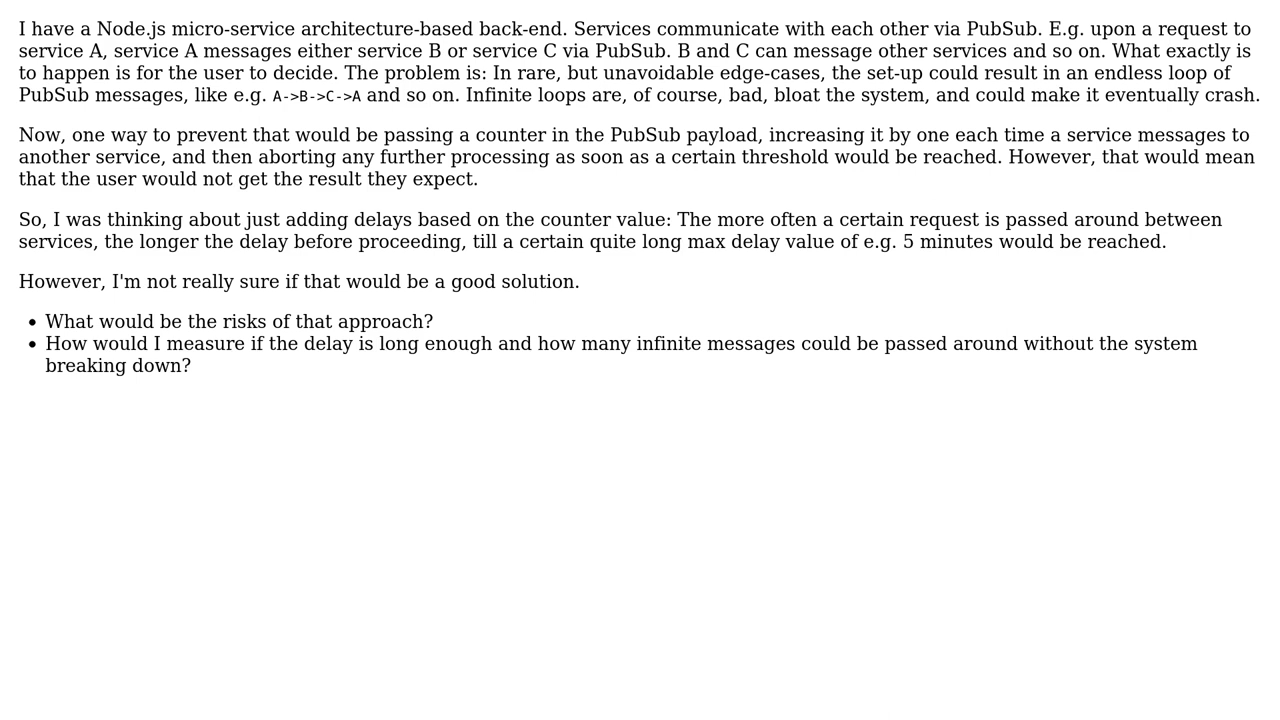 I have a Node.js micro-service architecture-based back-end. Services communicate with each other via PubSub. E.g. upon a request to
service A, service A messages either service B or service C via PubSub. B and C can message other services and so on. What exactly is
to happen is for the user to decide. The problem is: In rare, but unavoidable edge-cases, the set-up could result in an endless loop of
PubSub messages, like e.g. A->B->C->A and so on. Infinite loops are, of course, bad, bloat the system, and could make it eventually crash.
Now, one way to prevent that would be passing a counter in the PubSub payload, increasing it by one each time a service messages to
another service, and then aborting any further processing as soon as a certain threshold would be reached. However, that would mean
that the user would not get the result they expect.
So, I was thinking about just adding delays based on the counter value: The more often a certain request is passed around between
services, the longer the delay before proceeding, till a certain quite long max delay value of e.g. 5 minutes would be reached.
However, I'm not really sure if that would be a good solution.
• What would be the risks of that approach?
• How would I measure if the delay is long enough and how many infinite messages could be passed around without the system
breaking down?